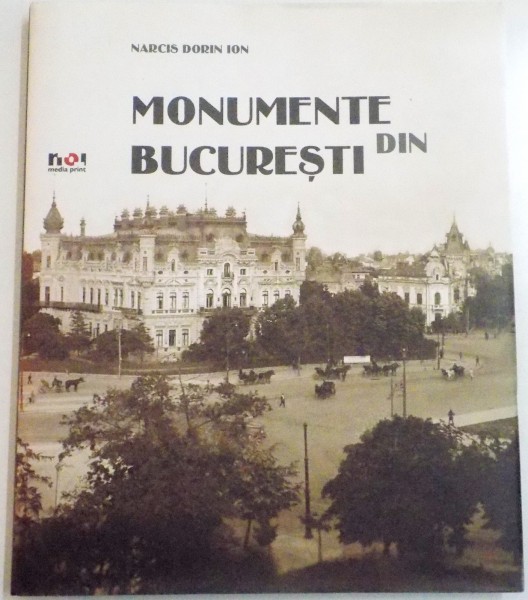 NARCIS DORIN ION
MONUMENTE
DIN
BUCUREȘTI
noi
media print